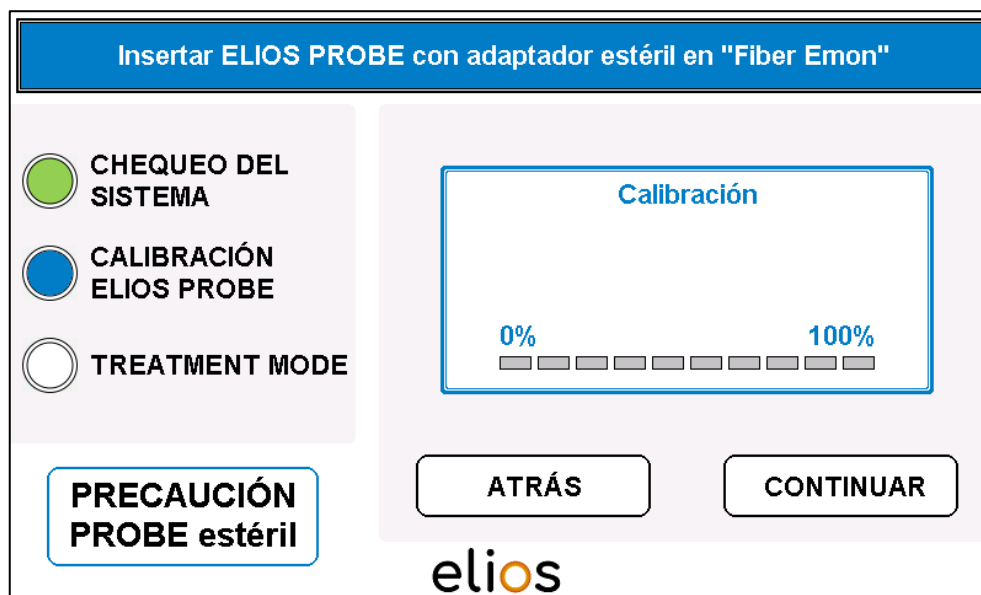 Insertar ELIOS PROBE con adaptador estéril en "Fiber Emon"
CHEQUEO DEL
SISTEMA
CALIBRACIÓN
ELIOS PROBE
TREATMENT MODE
PRECAUCIÓN
PROBE estéril
Calibración
0% 100%
ATRÁS CONTINUAR
elios